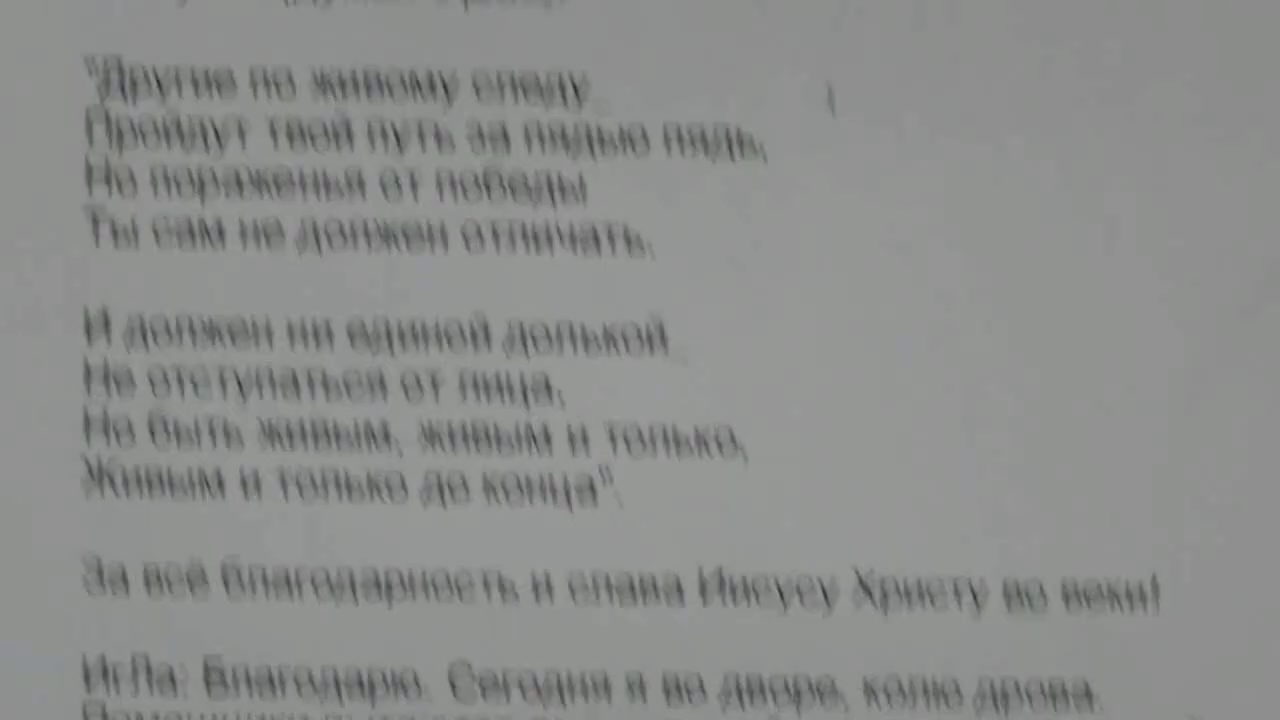 "Другие по живому следу
Пройдут твой путь за пядью пядь,
Но пораженья от победы
Ты сам не должен отличать.
И должен ни единой долькой
Не отступаться от лица,
Но быть живым, живым и только,
Живым и только до конца".
За всё благодарность и слава Иисусу Христу во веки!
ИгЛа: Благодарю. Сегодня я во дворе, колю дрова.